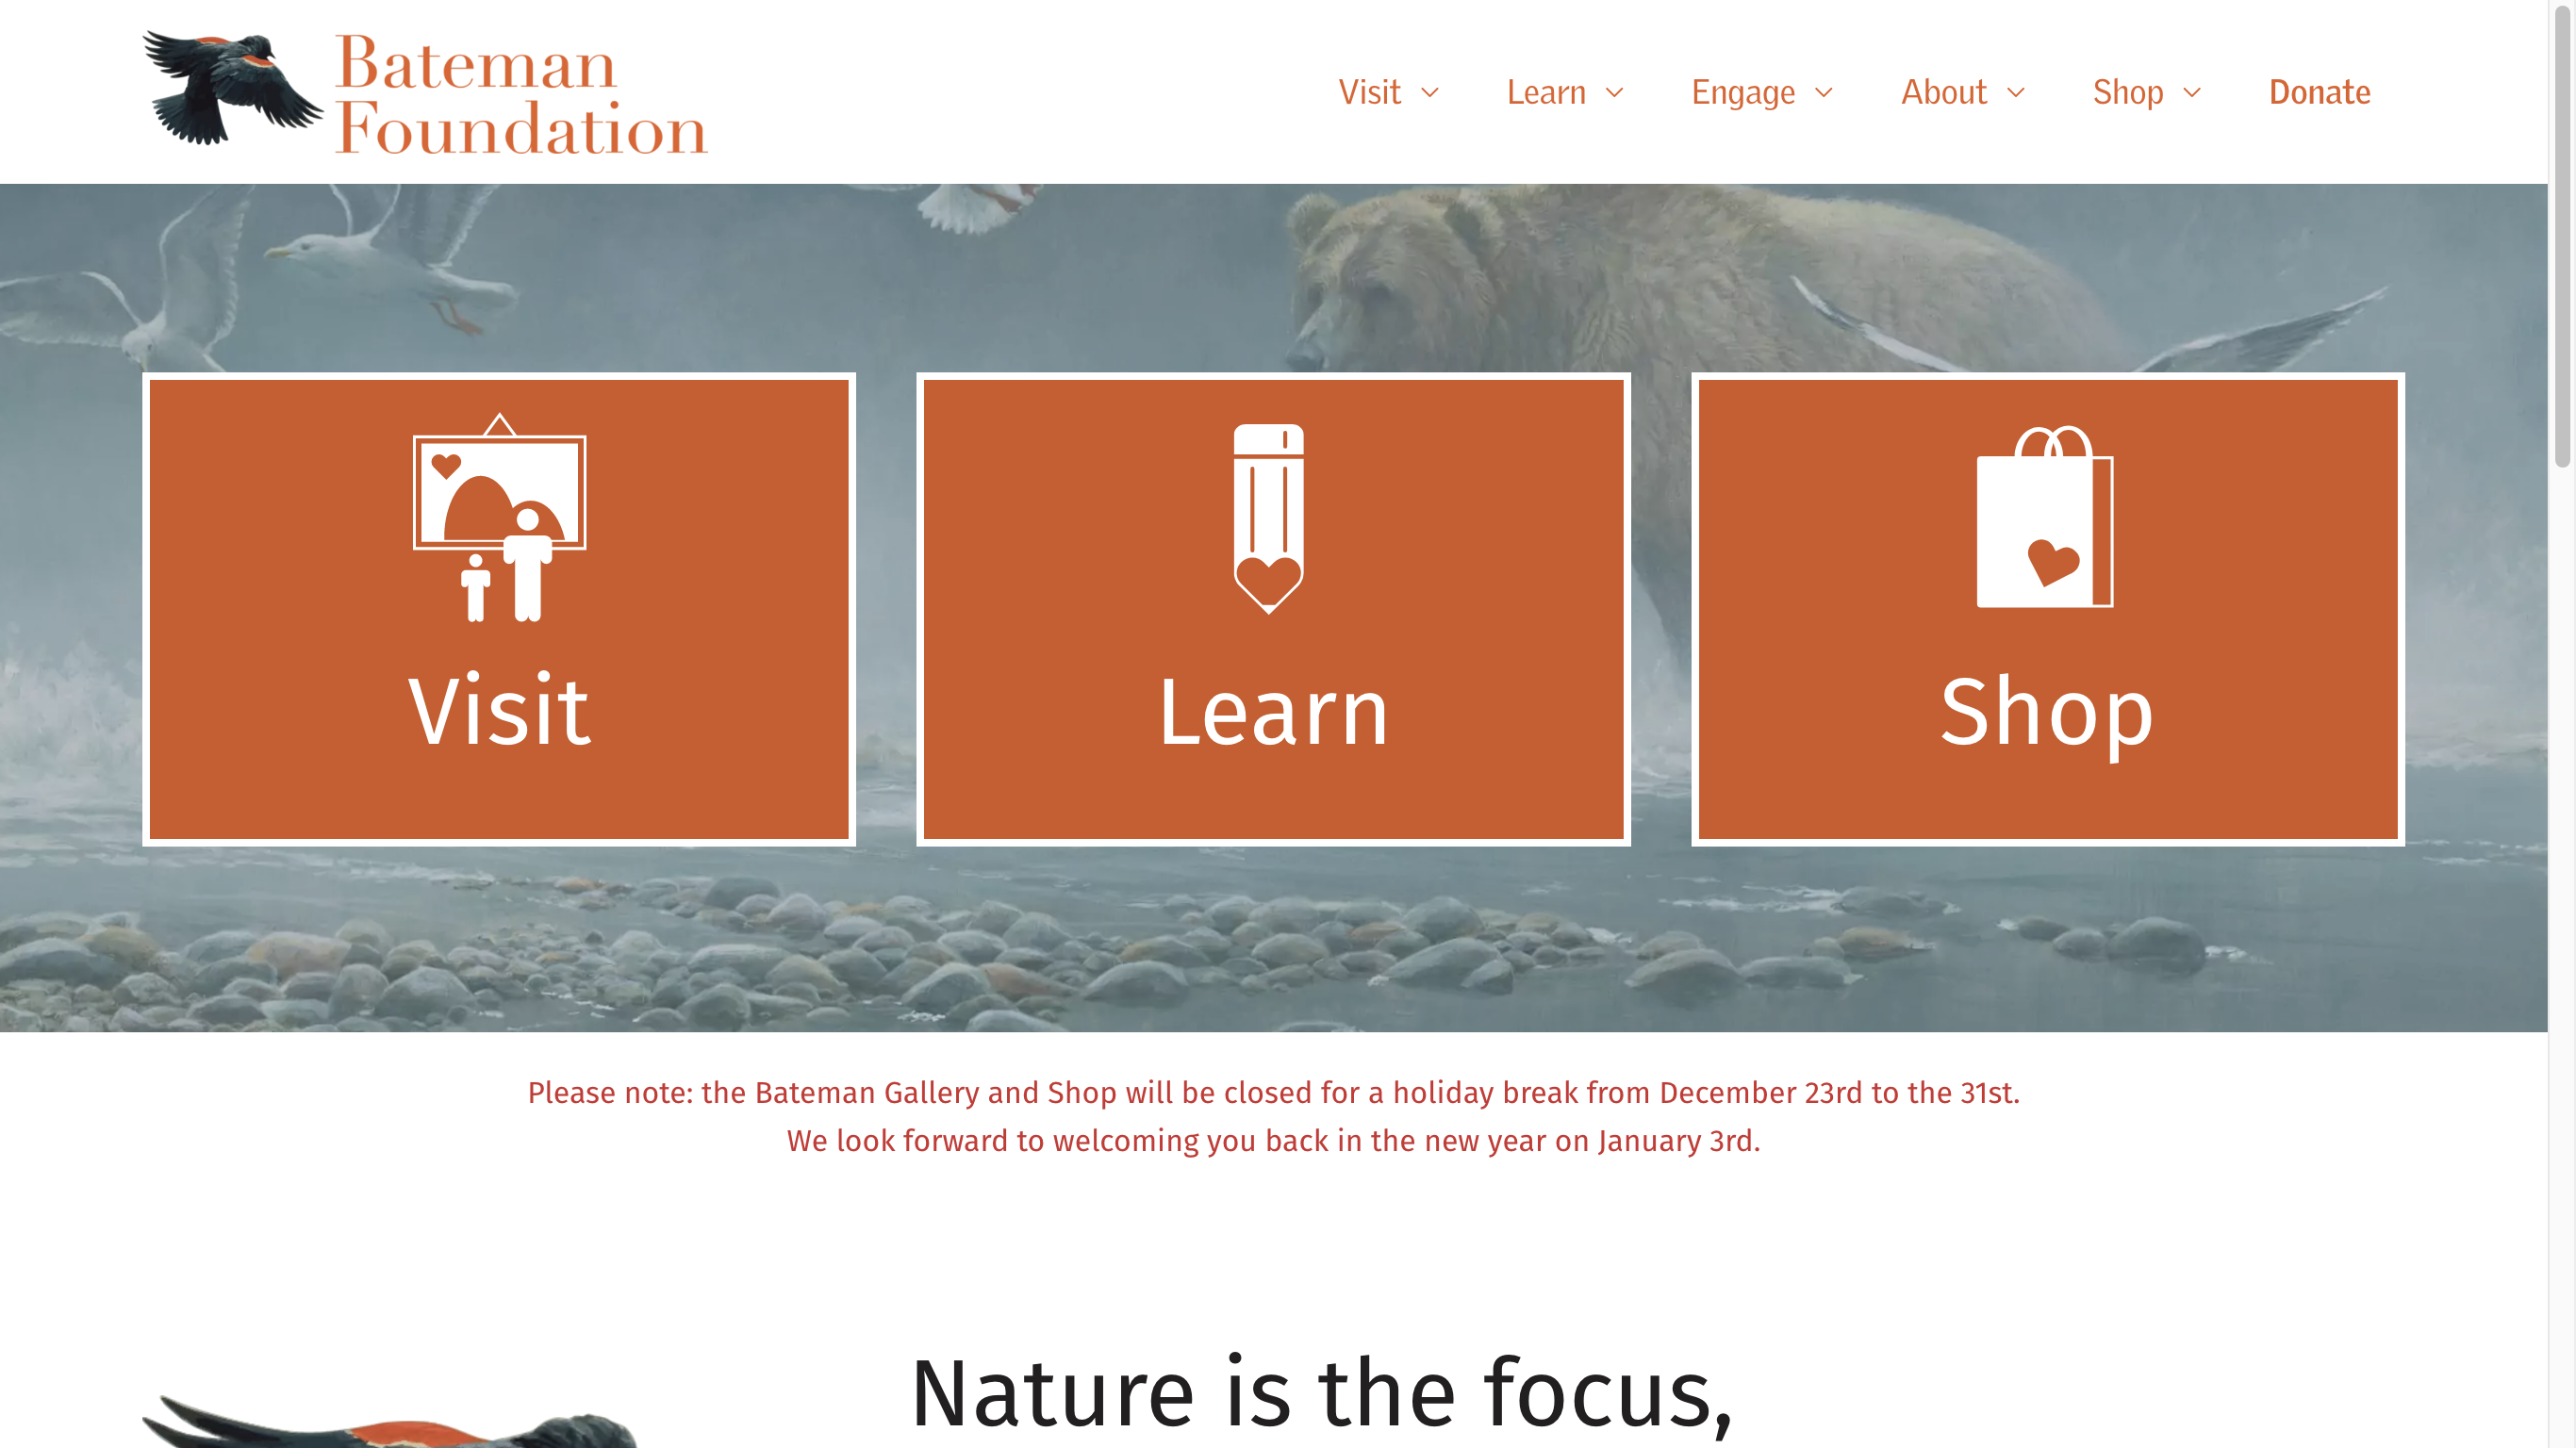 Bateman
Foundation
Visit
Learn
Engage
About
Shop
Donate
Visit
Learn
Shop
Please note: the Bateman Gallery and Shop will be closed for a holiday break from December 23rd to the 31st.
We look forward to welcoming you back in the new year on January 3rd.
Nature is the focus,